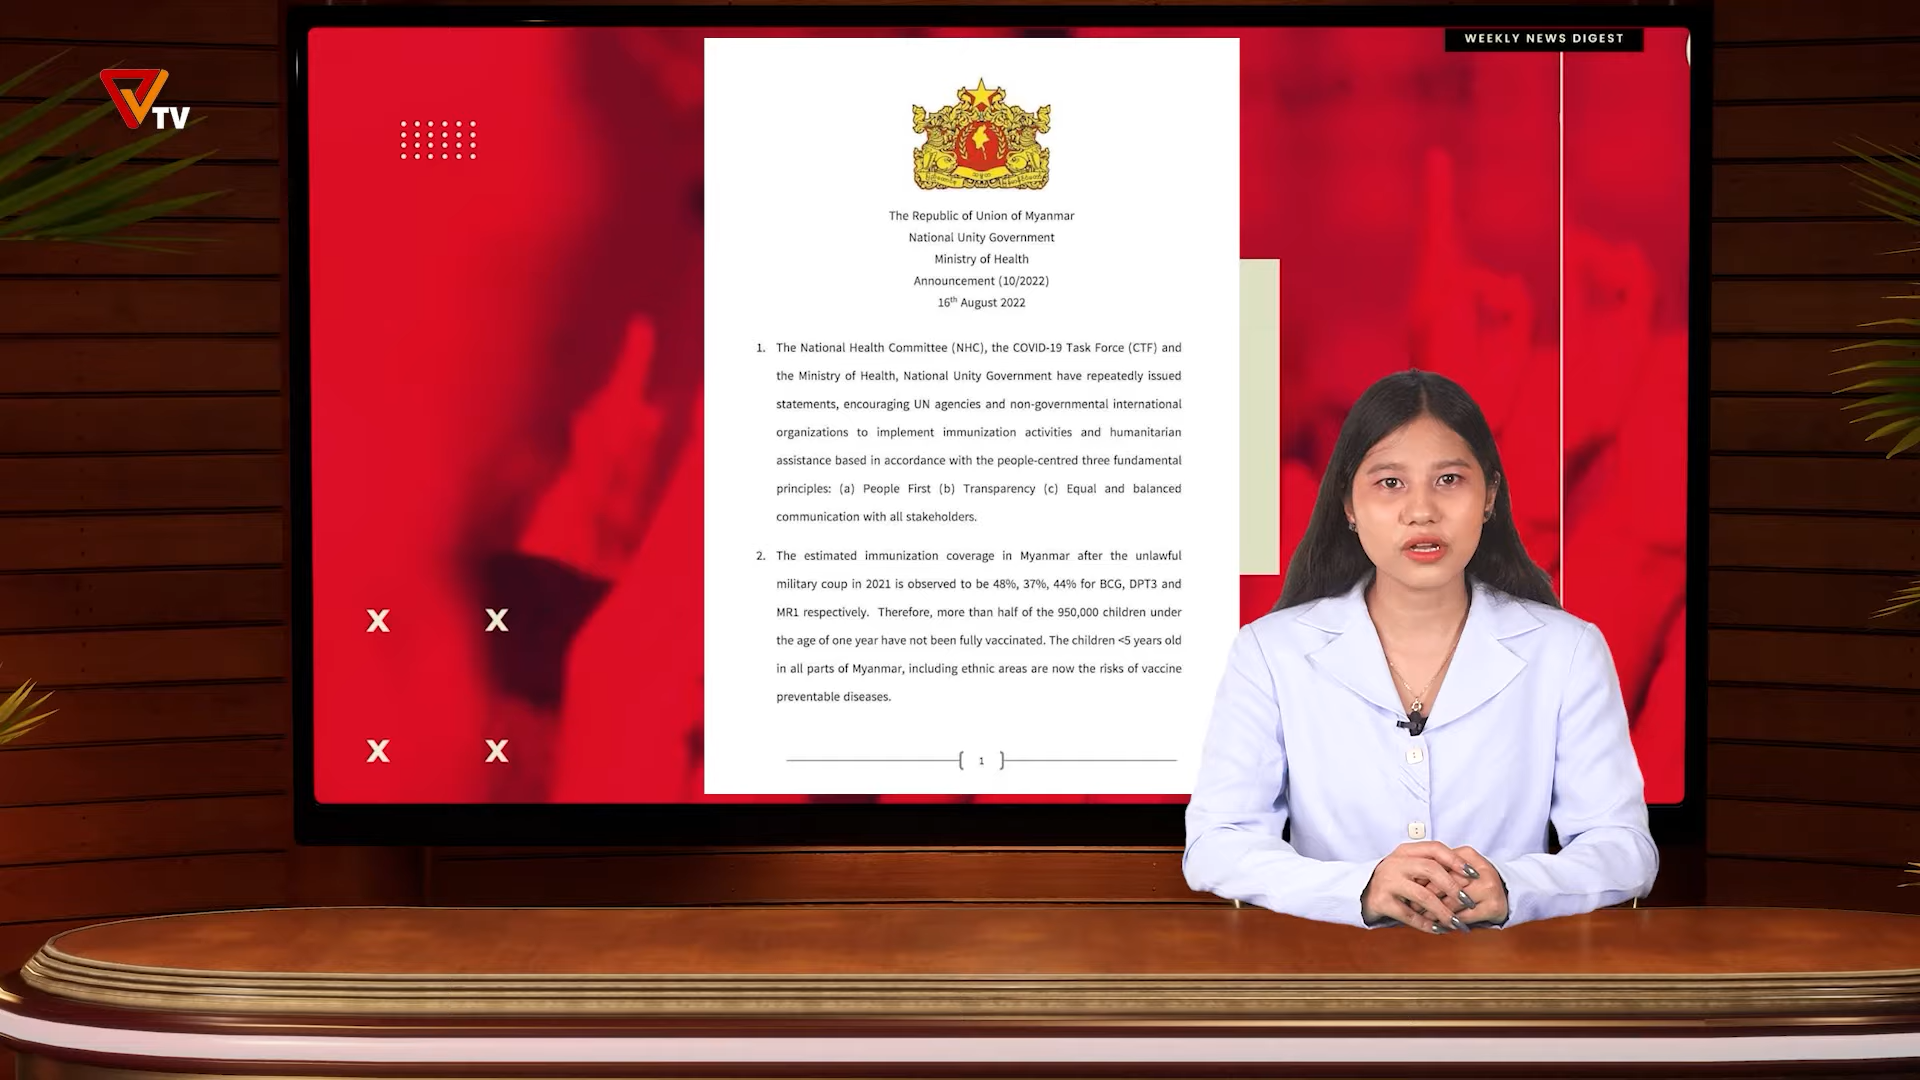 WEEKLY NEWS DIGEST
TV
The Republic of Union of Myanmar
National Unity Government
Ministry of Health
Announcement (10/2022)
16th August 2022
1. The National Health Committee (NHC), the COVID-19 Task Force (CTF) and
the Ministry of Health, National Unity Government have repeatedly issued
statements, encouraging UN agencies and non-governmental international
organizations to implement immunization activities and humanitarian
assistance based in accordance with the people-centred three fundamental
principles: (a) People First (b) Transparency (c) Equal and balanced
communication with all stakeholders.
2. The estimated immunization coverage in Myanmar after the unlawful
military coup in 2021 is observed to be 48%, 37%, 44% for BCG, DPT3 and
MR1 respectively. Therefore, more than half of the 950,000 children under
the age of one year have not been fully vaccinated. The children <5 years old
in all parts of Myanmar, including ethnic areas are now the risks of vaccine
preventable diseases.
1
X X
X X